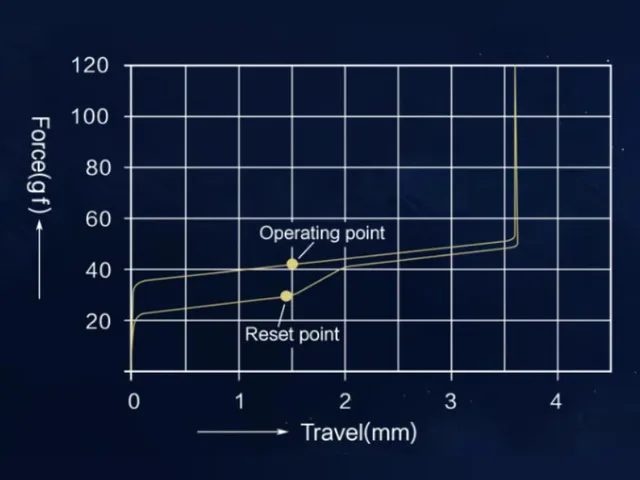 120
100
80
60
40
20
Force(gf)
Operating point
Reset point
0 1 2 3 4
Travel(mm)